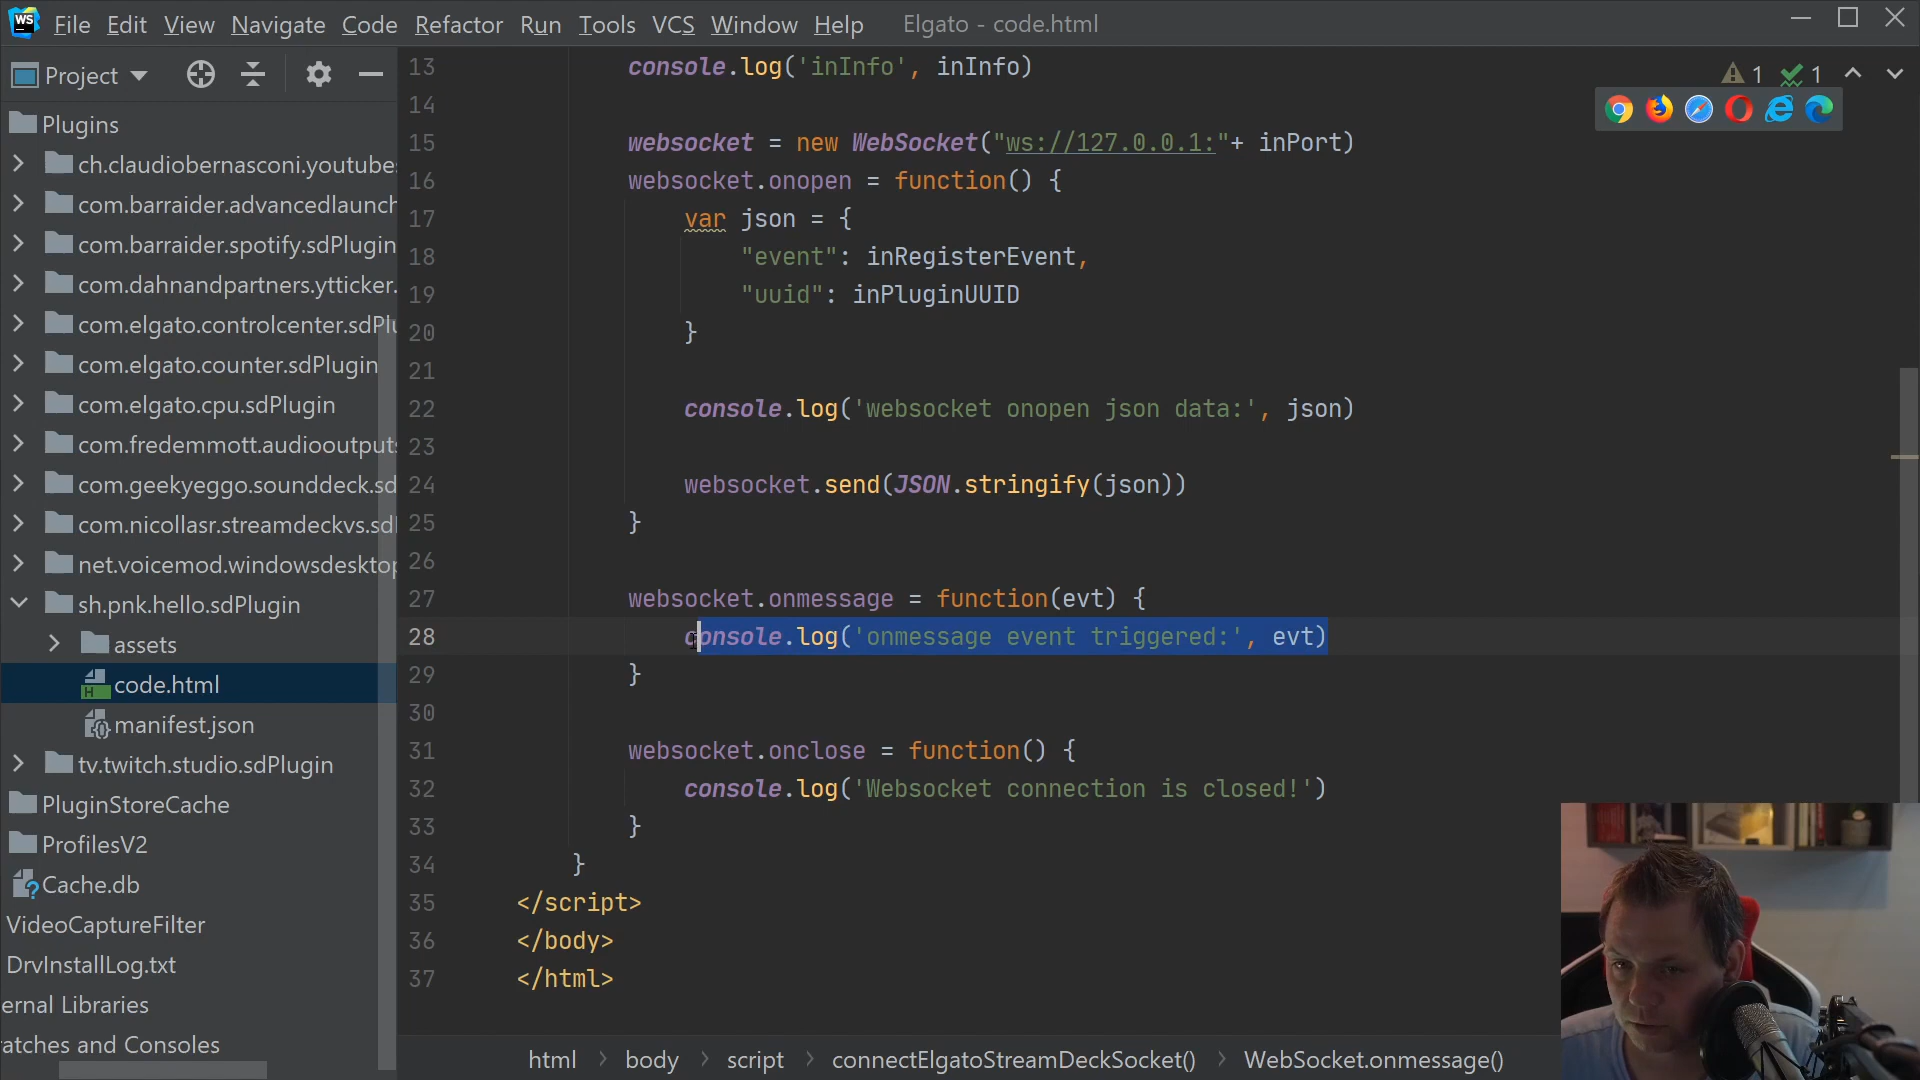 WS File Edit View Navigate Code Refactor Run Tools VCS Window Help Elgato - code.html
Project
Plugins
ch.claudiobernasconi.youtubes
com.barraider.advancedlaunch
com.barraider.spotify.sdPlugin
com.dahnandpartners.ytticker.
com.elgato.controlcenter.sdPlu
com.elgato.counter.sdPlugin
com.elgato.cpu.sdPlugin
com.fredemmott.audiooutputs
com.geekyeggo.sounddeck.sd
com.nicollasr.streamdeckvs.sd
net.voicemod.windowsdesktop
sh.pnk.hello.sdPlugin
assets
code.html
manifest.json
tv.twitch.studio.sdPlugin
PluginStoreCache
ProfilesV2
Cache.db
VideoCaptureFilter
DrvInstallLog.txt
ernal Libraries
atches and Consoles
1 1
13 console.log('inInfo', inInfo)
14
15 websocket = new WebSocket("ws://127.0.0.1:"+ inPort)
16 websocket.onopen = function() {
17 var json = {
18 "event": inRegisterEvent,
19 "uuid": inPluginUUID
20 }
21
22 console.log('websocket onopen json data:', json)
23
24 websocket.send(JSON.stringify(json))
25 }
26
27 websocket.onmessage = function(evt) {
28 console.log('onmessage event triggered:', evt)
29 }
30
31 websocket.onclose = function() {
32 console.log('Websocket connection is closed!')
33 }
34 }
35 </script>
36 </body>
37 </html>
html > body > script > connectElgatoStreamDeckSocket() > WebSocket.onmessage()